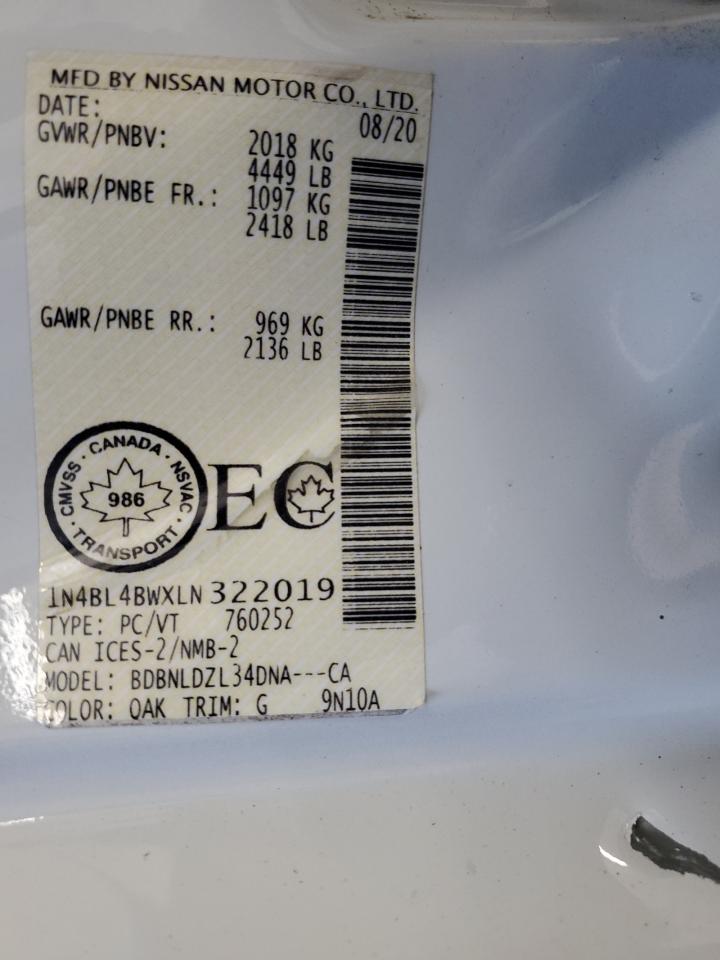 MFD BY NISSAN MOTOR CO., LTD.
DATE: 08/20
GVWR/PNBV: 2018 KG
4449 LB
GAWR/PNBE FR.: 1097 KG
2418 LB
GAWR/PNBE RR.: 969 KG
2136 LB
CMVSS · CANADA · NSVAC · TRANSPORT ·
986
EC
1N4BL4BWXLN322019
TYPE: PC/VT 760252
CAN ICES-2/NMB-2
MODEL: BDBNLDZL34DNA---CA
COLOR: QAK TRIM: G 9N10A